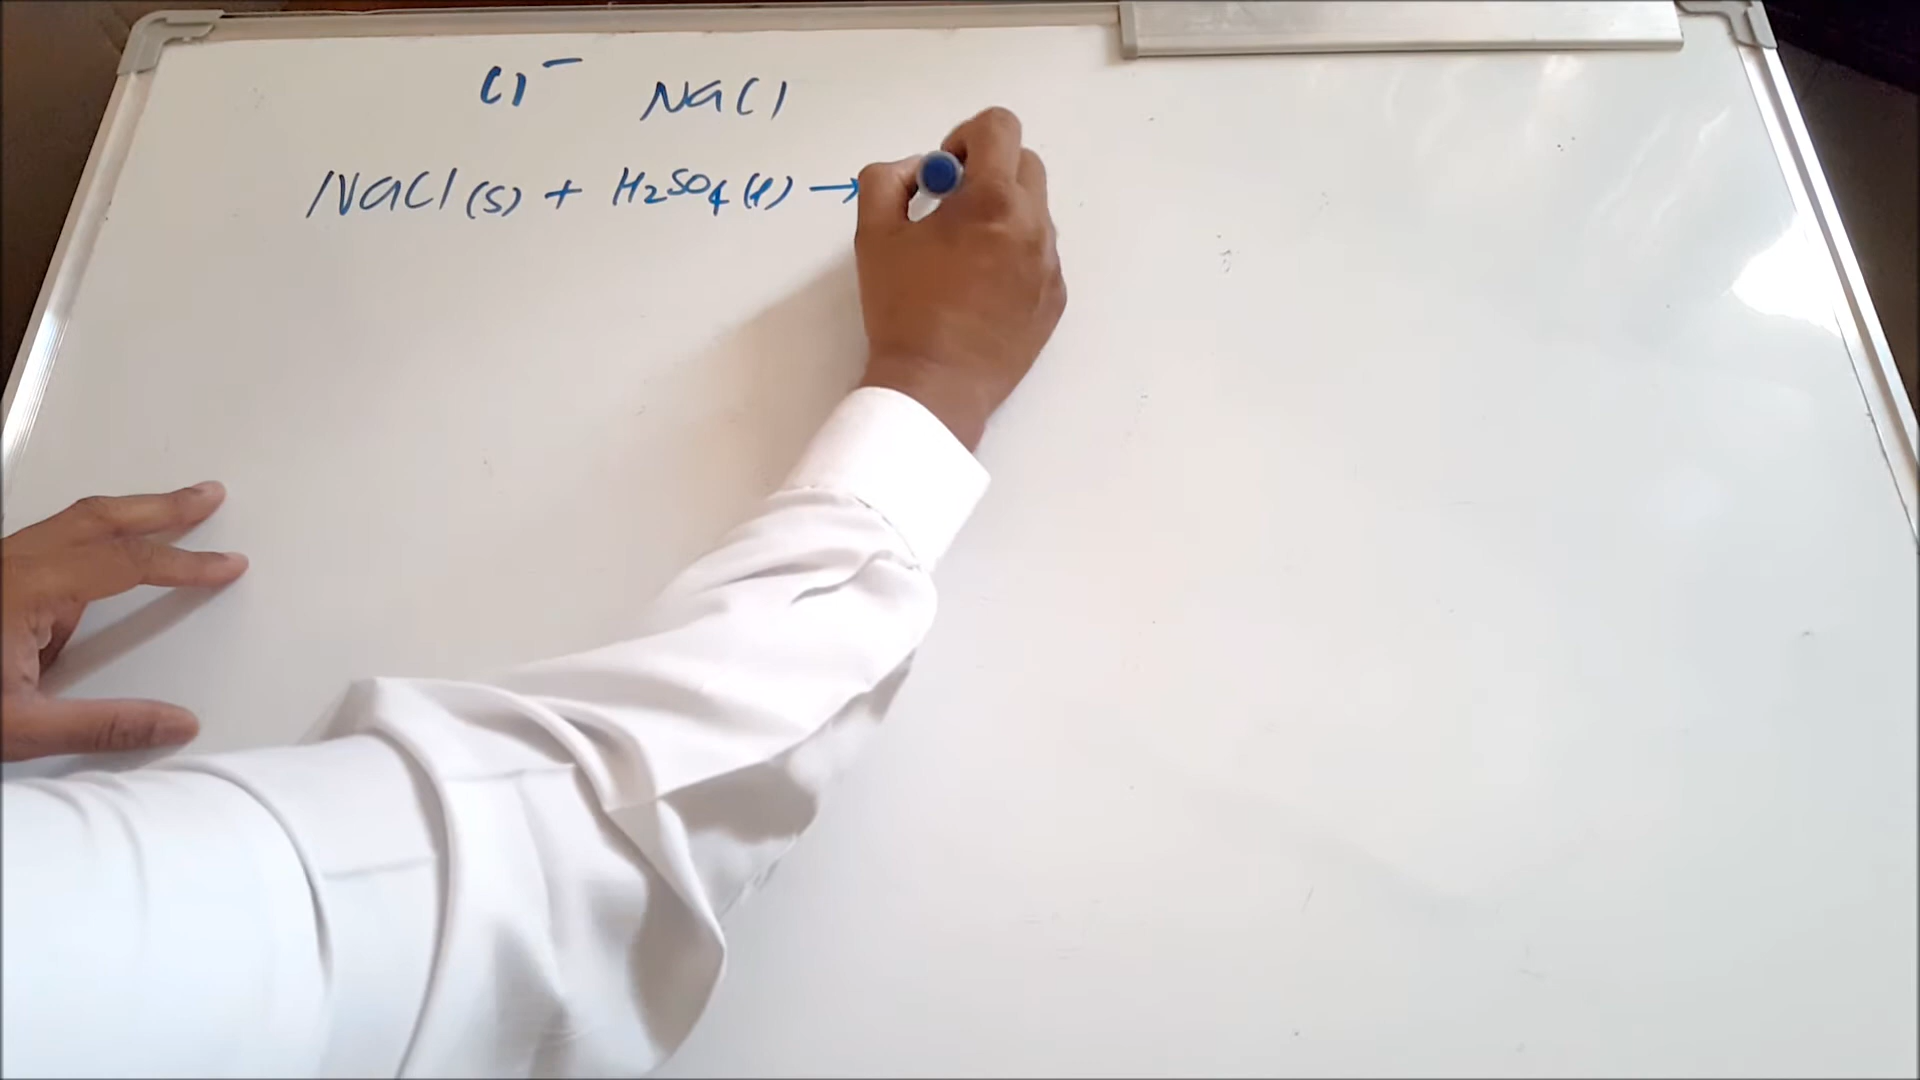 Cl⁻ NaCl
NaCl(s) + H₂SO₄(l) →